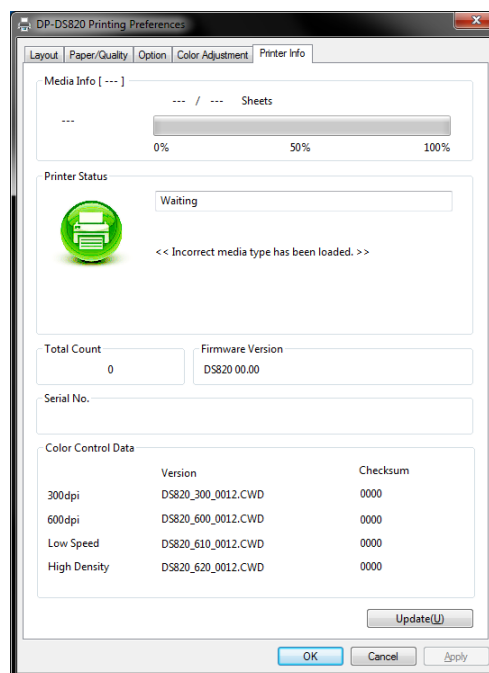 DP-DS820 Printing Preferences
Layout Paper/Quality Option Color Adjustment Printer Info
Media Info [ --- ]
--- / --- Sheets
---
0% 50% 100%
Printer Status
Waiting
<< Incorrect media type has been loaded. >>
Total Count Firmware Version
0 DS820 00.00
Serial No.
Color Control Data
Version Checksum
300dpi DS820_300_0012.CWD 0000
600dpi DS820_600_0012.CWD 0000
Low Speed DS820_610_0012.CWD 0000
High Density DS820_620_0012.CWD 0000
Update(U)
OK Cancel Apply